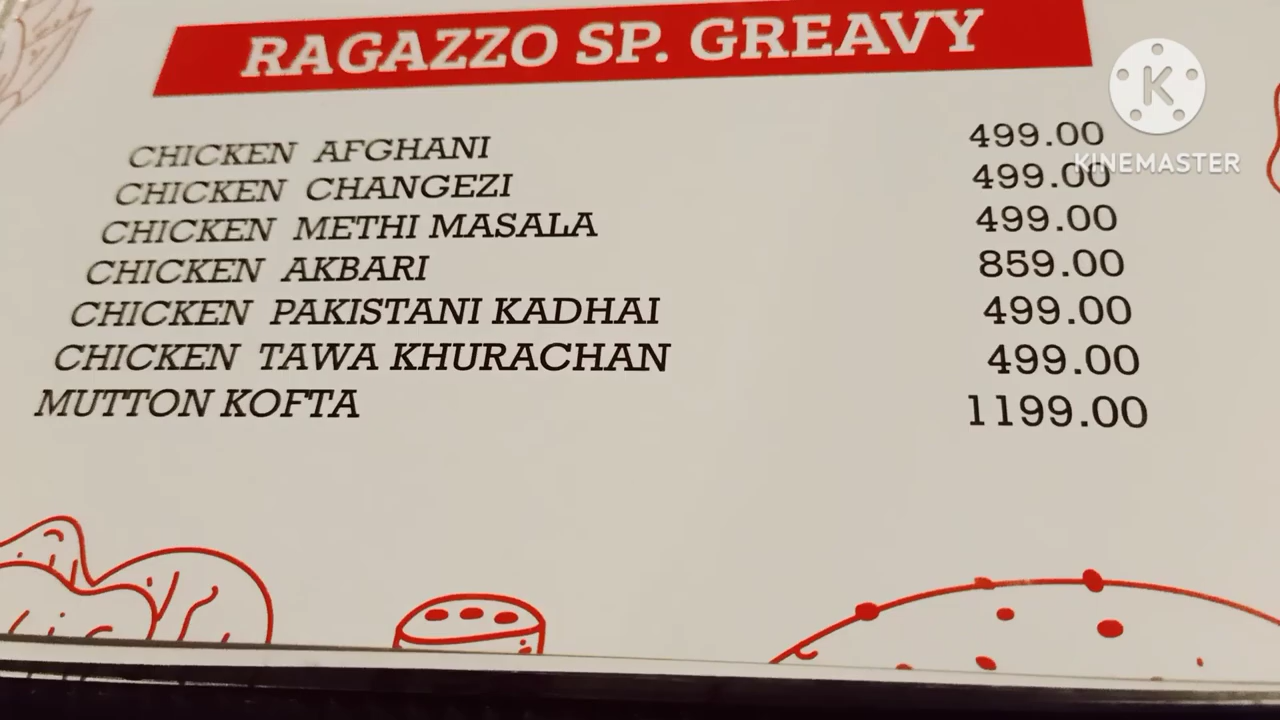 RAGAZZO SP. GREAVY
CHICKEN AFGHANI 499.00
CHICKEN CHANGEZI 499.00
CHICKEN METHI MASALA 499.00
CHICKEN AKBARI 859.00
CHICKEN PAKISTANI KADHAI 499.00
CHICKEN TAWA KHURACHAN 499.00
MUTTON KOFTA 1199.00
K
KINEMASTER